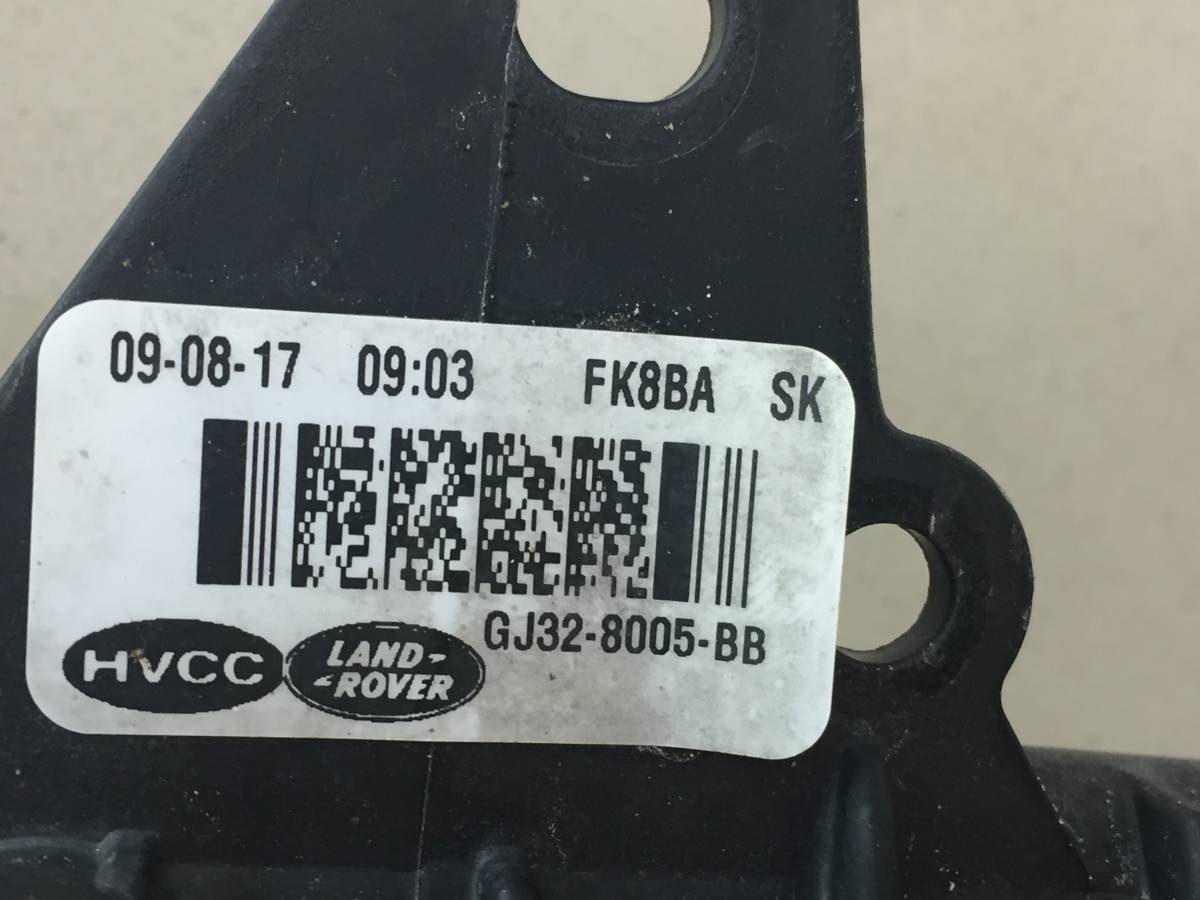 09-08-17 09:03 FK8BA SK
GJ32-8005-BB
HVCC LAND-
-ROVER